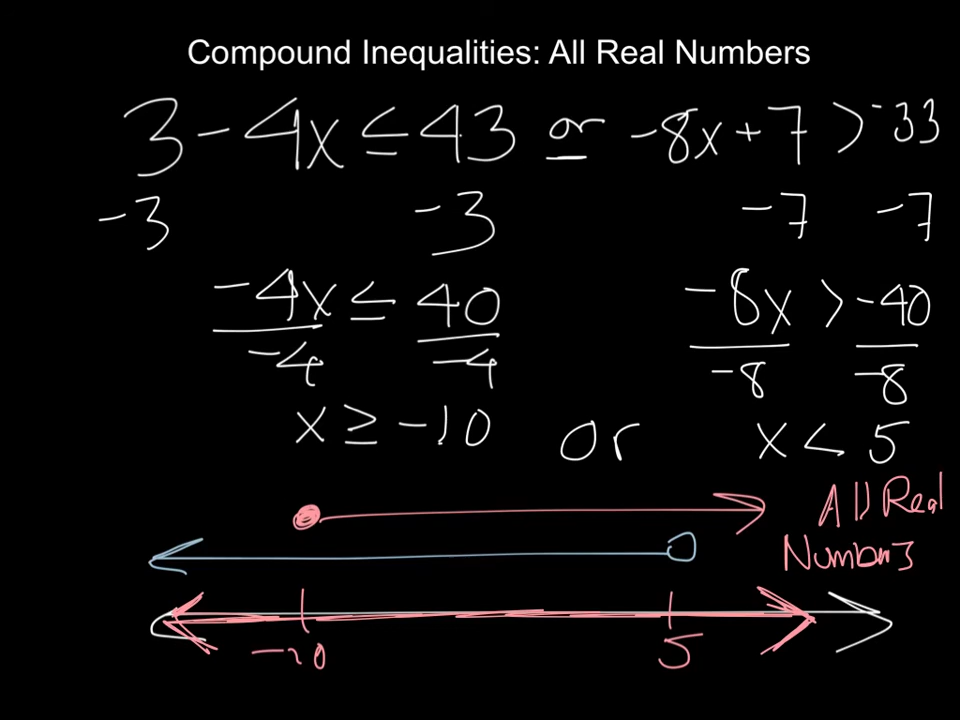 Compound Inequalities: All Real Numbers
3 - 4x ≤ 43 or -8x + 7 > -33
-3 -3 -7 -7
-4x ≤ 40 -8x > -40
-4 -4 -8 -8
x ≥ -10 or x < 5
All Real
Numbers
-10 5